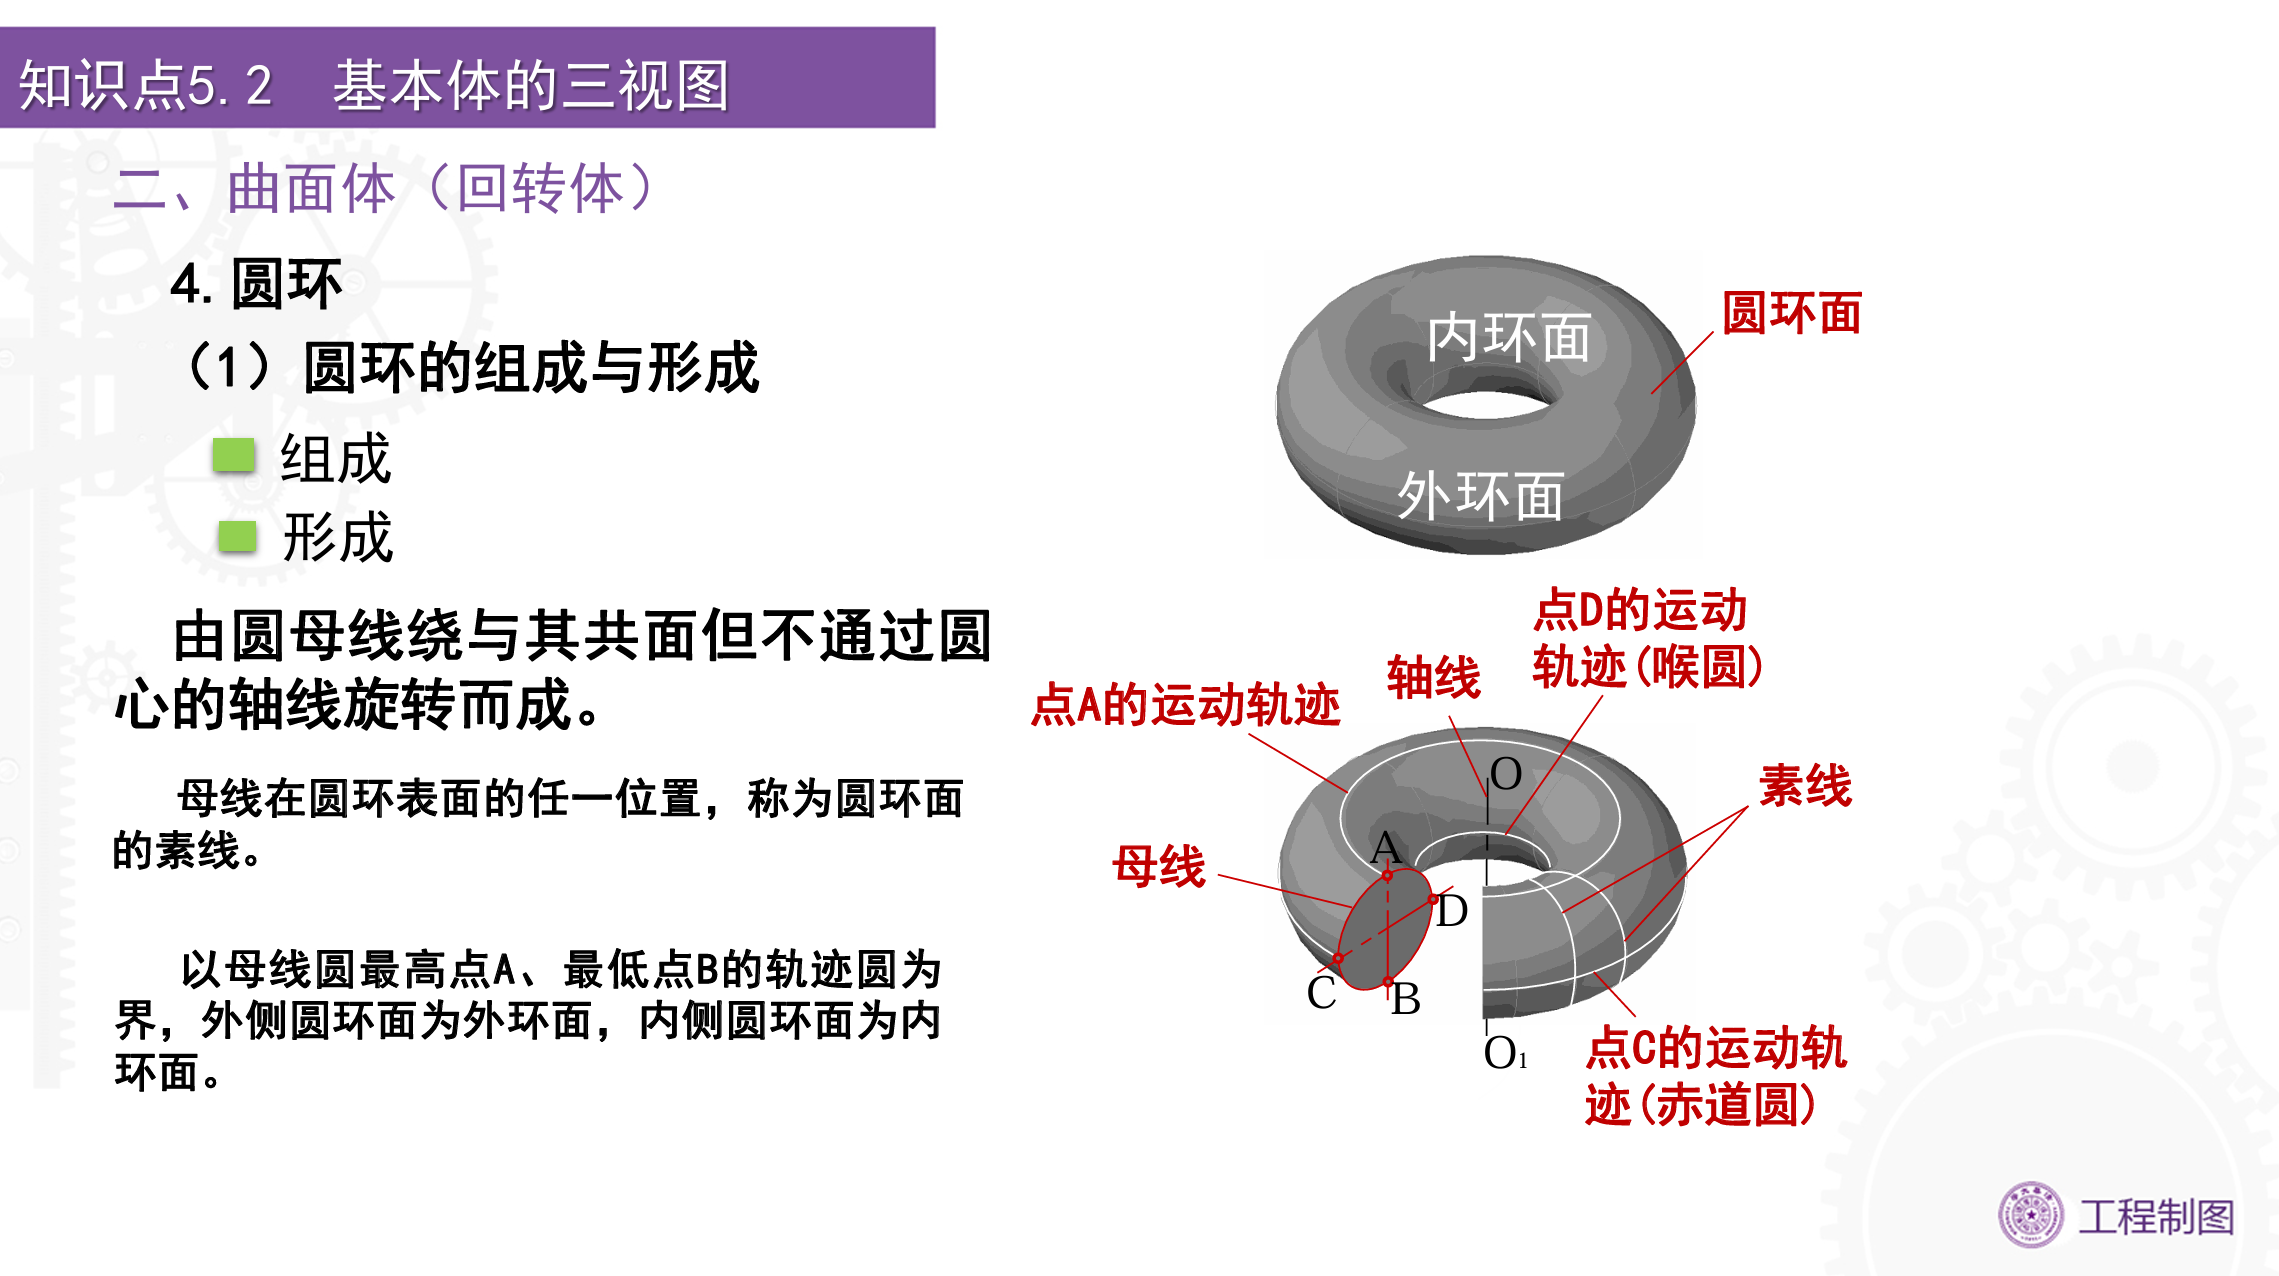 知识点5.2 基本体的三视图
二、曲面体（回转体）
4.圆环
（1）圆环的组成与形成
组成
形成
由圆母线绕与其共面但不通过圆
心的轴线旋转而成。
母线在圆环表面的任一位置，称为圆环面
的素线。
以母线圆最高点A、最低点B的轨迹圆为
界，外侧圆环面为外环面，内侧圆环面为内
环面。
内环面
圆环面
外环面
点D的运动
轨迹(喉圆)
轴线
点A的运动轨迹
O
素线
A
母线
D
C
B
O1
点C的运动轨
迹(赤道圆)
工程制图